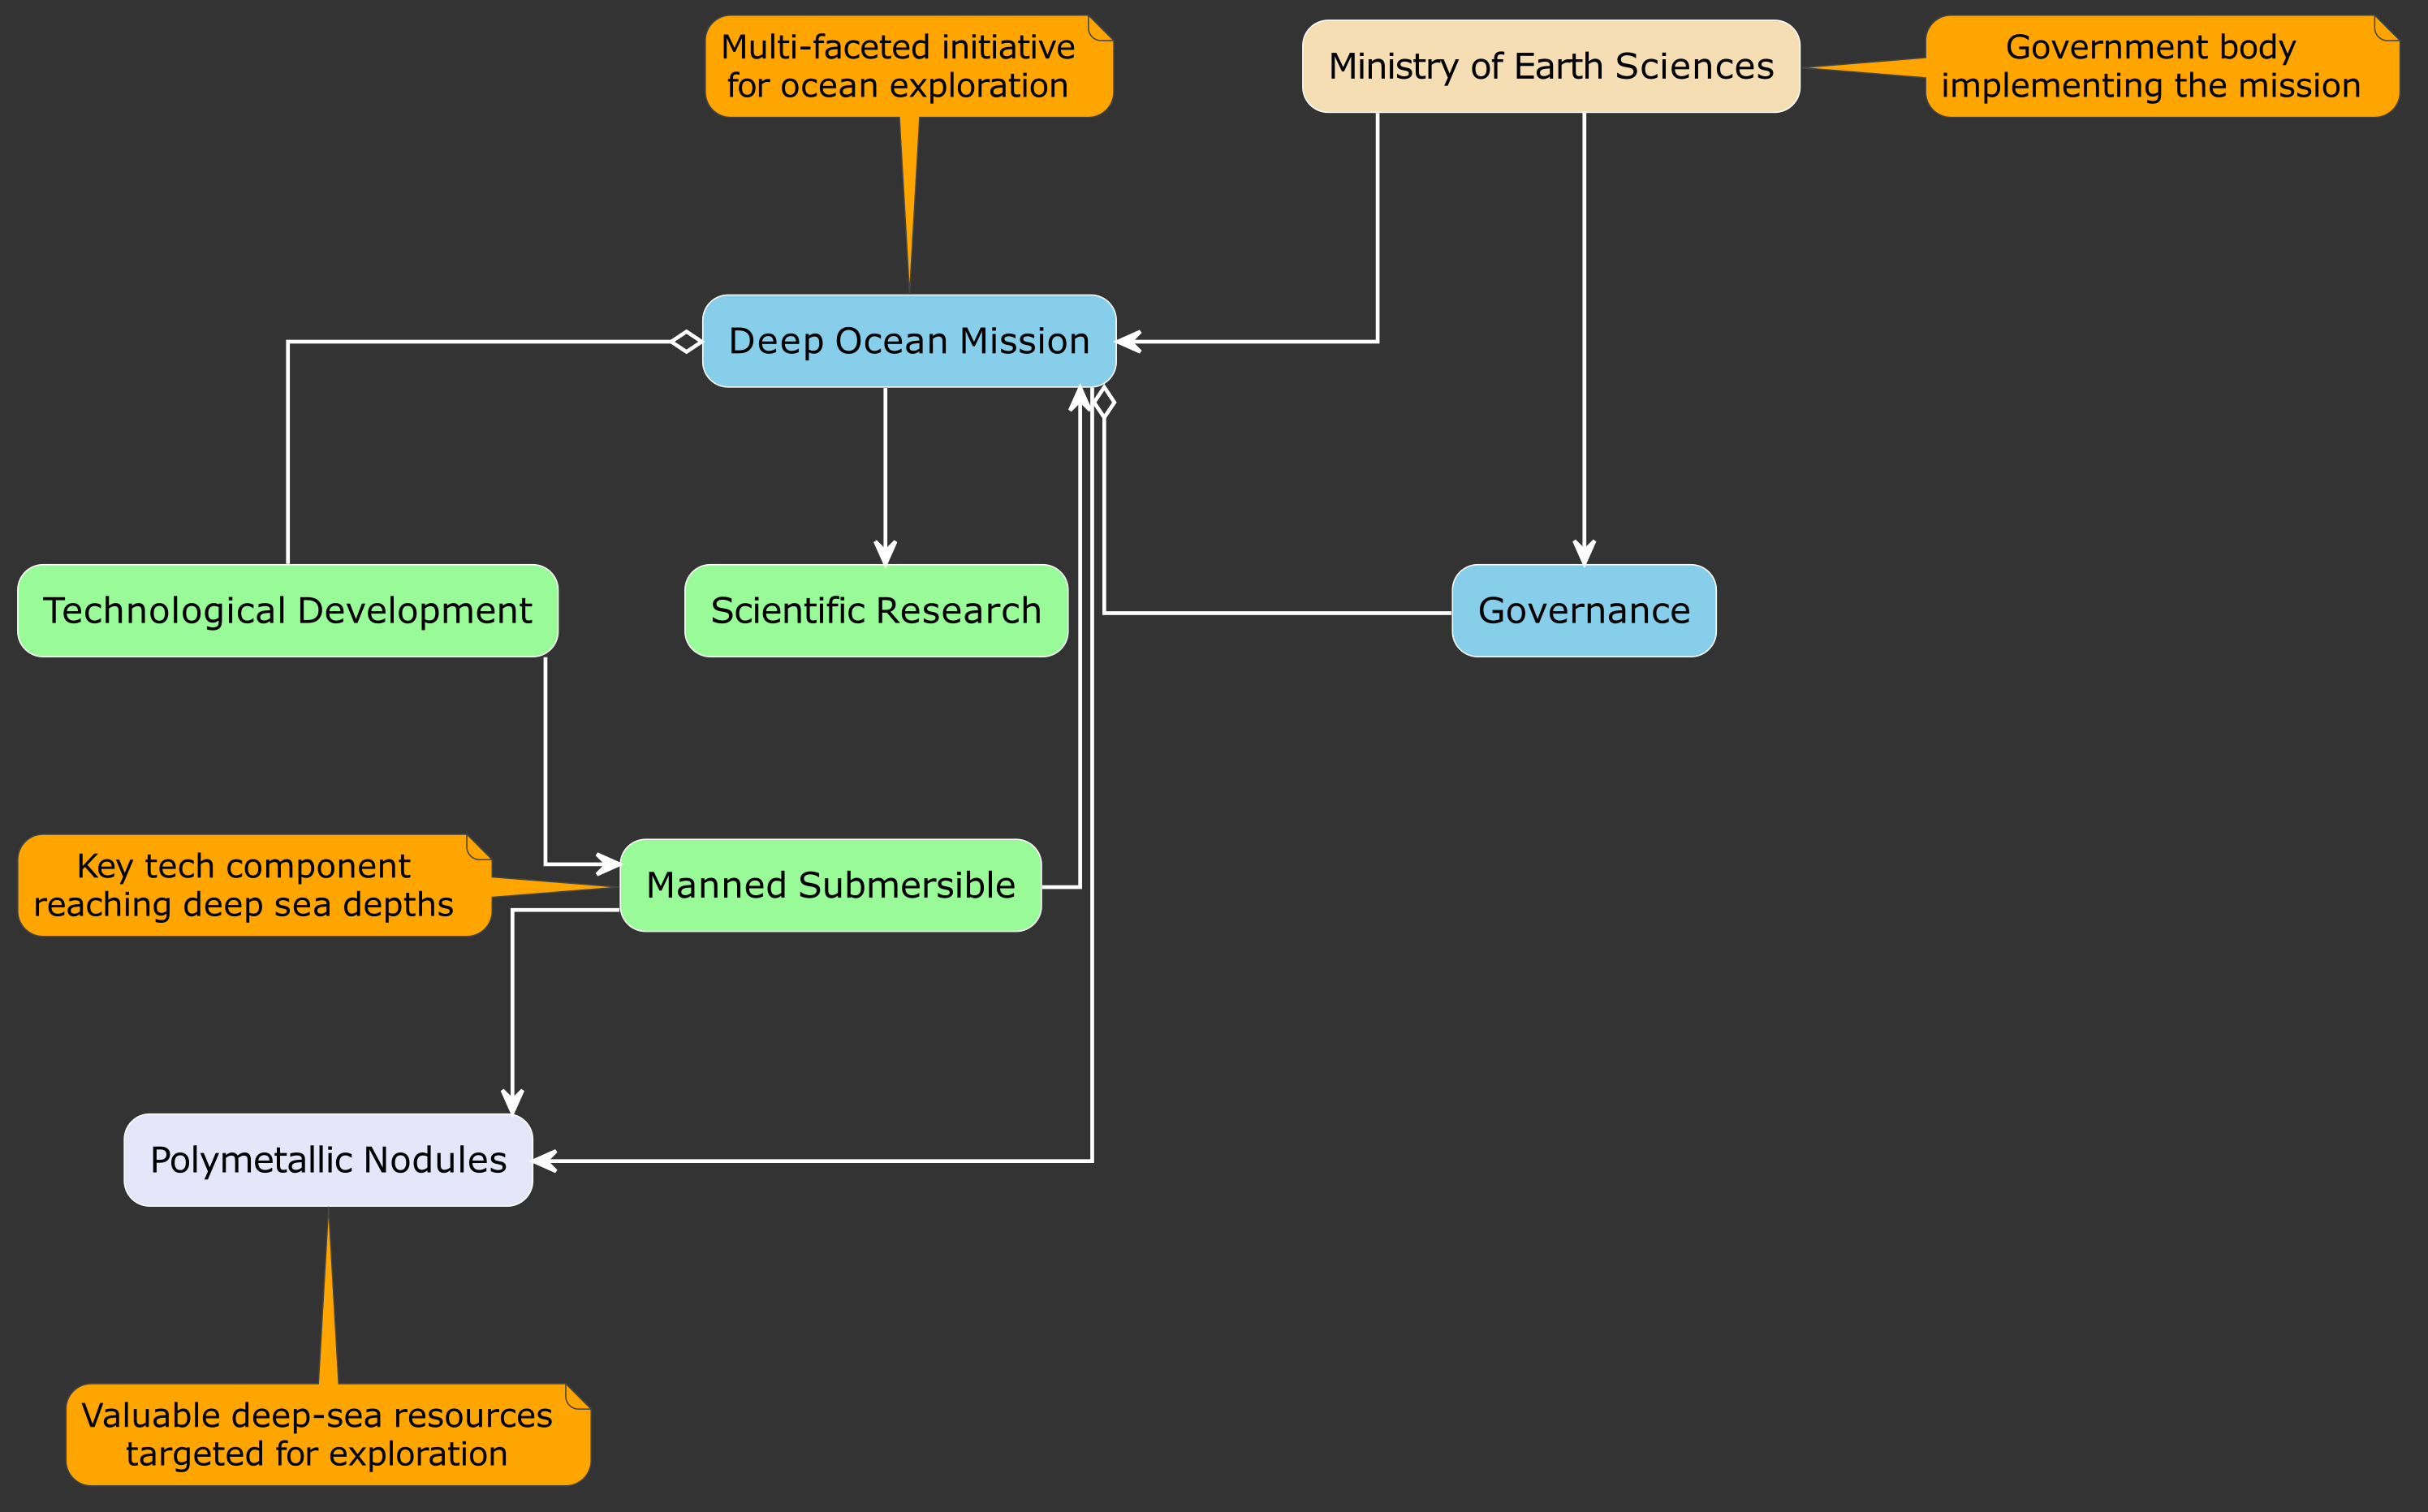 Multi-faceted initiative
for ocean exploration
Ministry of Earth Sciences
Government body
implementing the mission
Deep Ocean Mission
Technological Development
Scientific Research
Governance
Key tech component
reaching deep sea depths
Manned Submersible
Polymetallic Nodules
Valuable deep-sea resources
targeted for exploration